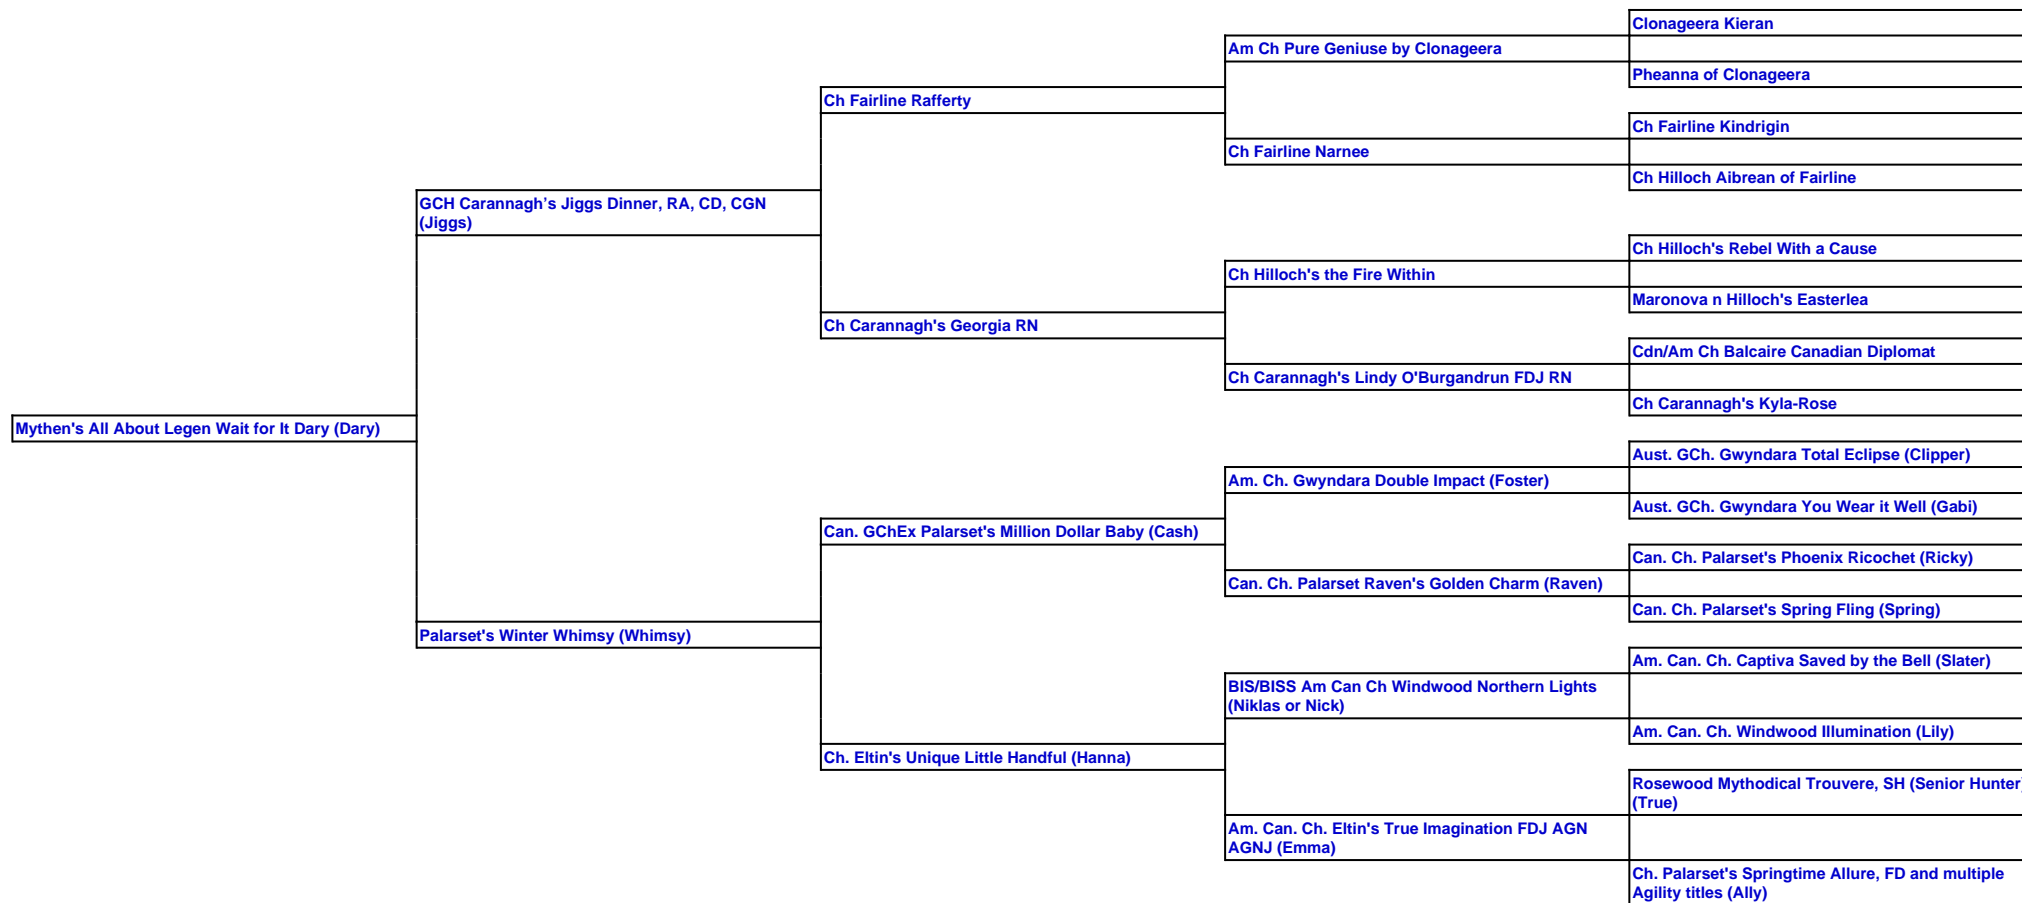 Clonageera Kieran
Am Ch Pure Geniuse by Clonageera
Pheanna of Clonageera
Ch Fairline Rafferty
Ch Fairline Kindrigin
Ch Fairline Narnee
Ch Hilloch Aibrean of Fairline
GCH Carannagh’s Jiggs Dinner, RA, CD, CGN
(Jiggs)
Ch Hilloch's Rebel With a Cause
Ch Hilloch's the Fire Within
Maronova n Hilloch's Easterlea
Ch Carannagh's Georgia RN
Cdn/Am Ch Balcaire Canadian Diplomat
Ch Carannagh's Lindy O'Burgandrun FDJ RN
Ch Carannagh's Kyla-Rose
Mythen's All About Legen Wait for It Dary (Dary)
Aust. GCh. Gwyndara Total Eclipse (Clipper)
Am. Ch. Gwyndara Double Impact (Foster)
Aust. GCh. Gwyndara You Wear it Well (Gabi)
Can. GChEx Palarset's Million Dollar Baby (Cash)
Can. Ch. Palarset's Phoenix Ricochet (Ricky)
Can. Ch. Palarset Raven's Golden Charm (Raven)
Can. Ch. Palarset's Spring Fling (Spring)
Palarset's Winter Whimsy (Whimsy)
Am. Can. Ch. Captiva Saved by the Bell (Slater)
BIS/BISS Am Can Ch Windwood Northern Lights
(Niklas or Nick)
Am. Can. Ch. Windwood Illumination (Lily)
Ch. Eltin's Unique Little Handful (Hanna)
Rosewood Mythodical Trouvere, SH (Senior Hunter)
(True)
Am. Can. Ch. Eltin's True Imagination FDJ AGN
AGNJ (Emma)
Ch. Palarset's Springtime Allure, FD and multiple
Agility titles (Ally)